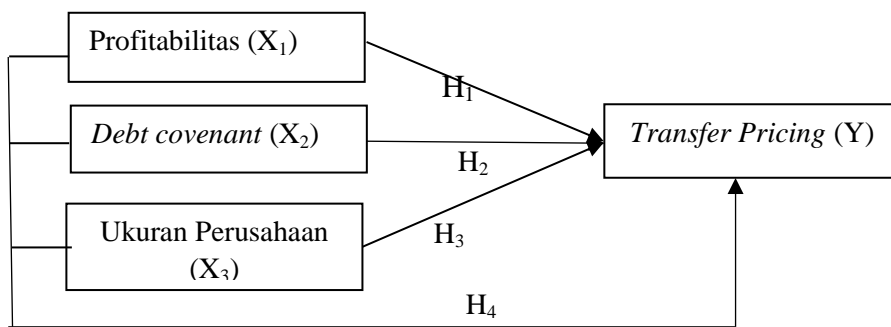 Profitabilitas (X₁)
H₁
Debt covenant (X₂)
Transfer Pricing (Y)
H₂
Ukuran Perusahaan
(X₃)
H₃
H₄